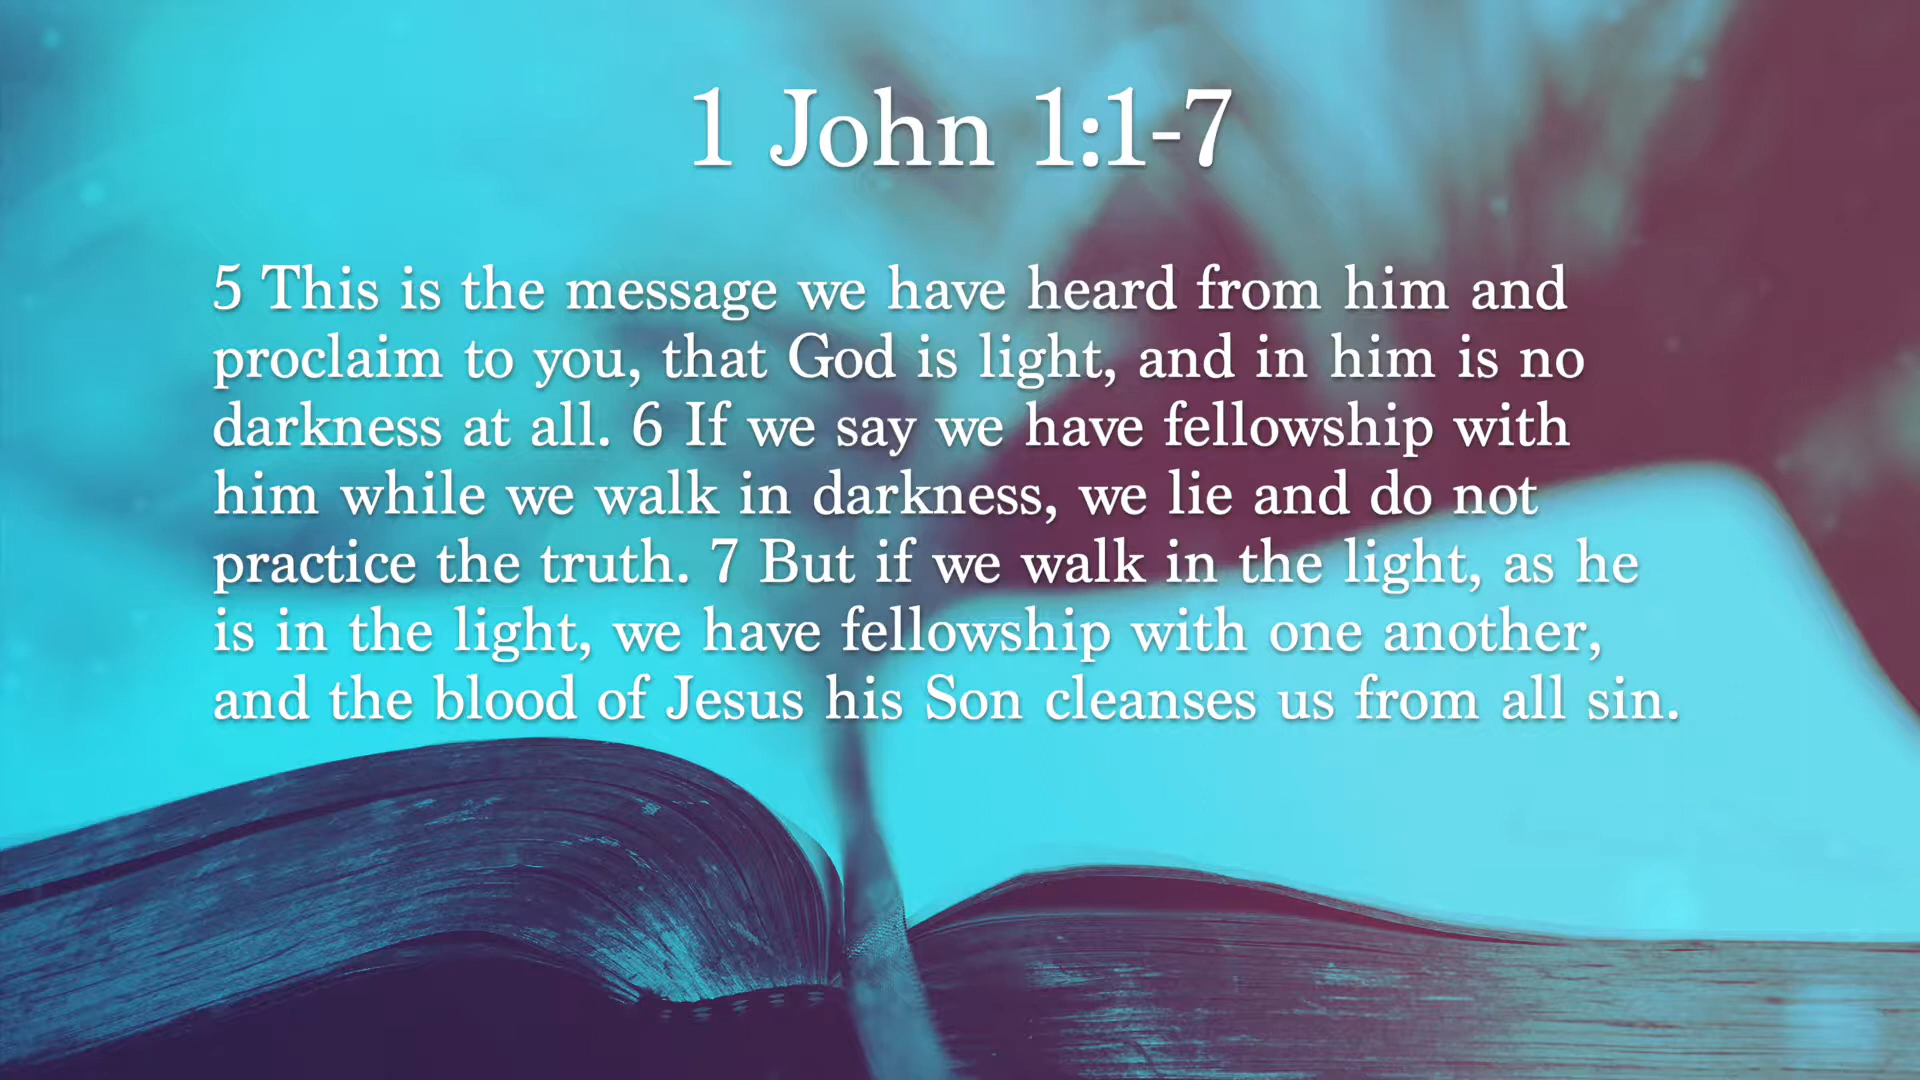 1 John 1:1-7
5 This is the message we have heard from him and
proclaim to you, that God is light, and in him is no
darkness at all. 6 If we say we have fellowship with
him while we walk in darkness, we lie and do not
practice the truth. 7 But if we walk in the light, as he
is in the light, we have fellowship with one another,
and the blood of Jesus his Son cleanses us from all sin.